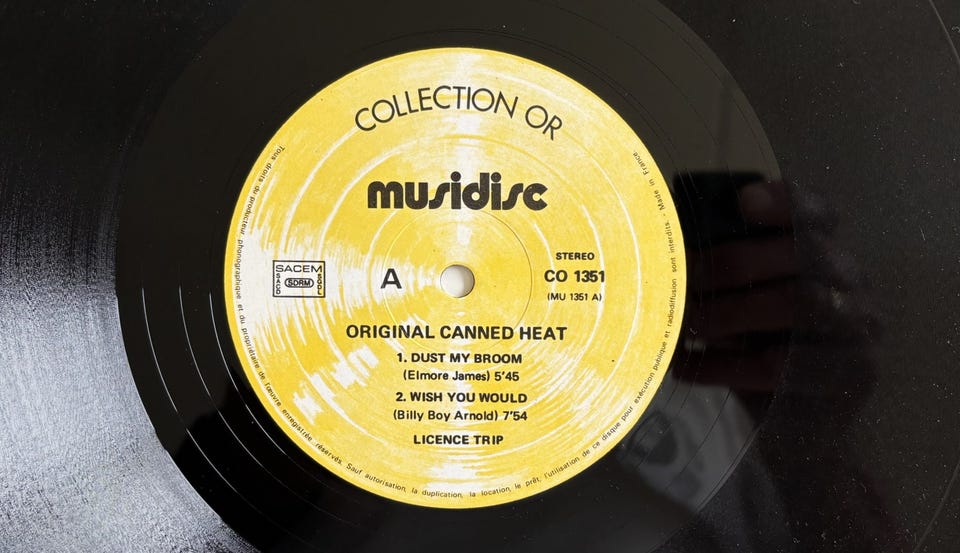 COLLECTION OR
musidisc
SACEM
SACD
SDRM
SGDL
A
STEREO
CO 1351
(MU 1351 A)
ORIGINAL CANNED HEAT
1. DUST MY BROOM
(Elmore James) 5'45
2. WISH YOU WOULD
(Billy Boy Arnold) 7'54
LICENCE TRIP
Tous droits du producteur phonographique et du propriétaire de l'œuvre enregistrée réservés. Sauf autorisation, la duplication, la location, le prêt, l'utilisation de ce disque pour exécution publique et radiodiffusion sont interdits. - Made in France